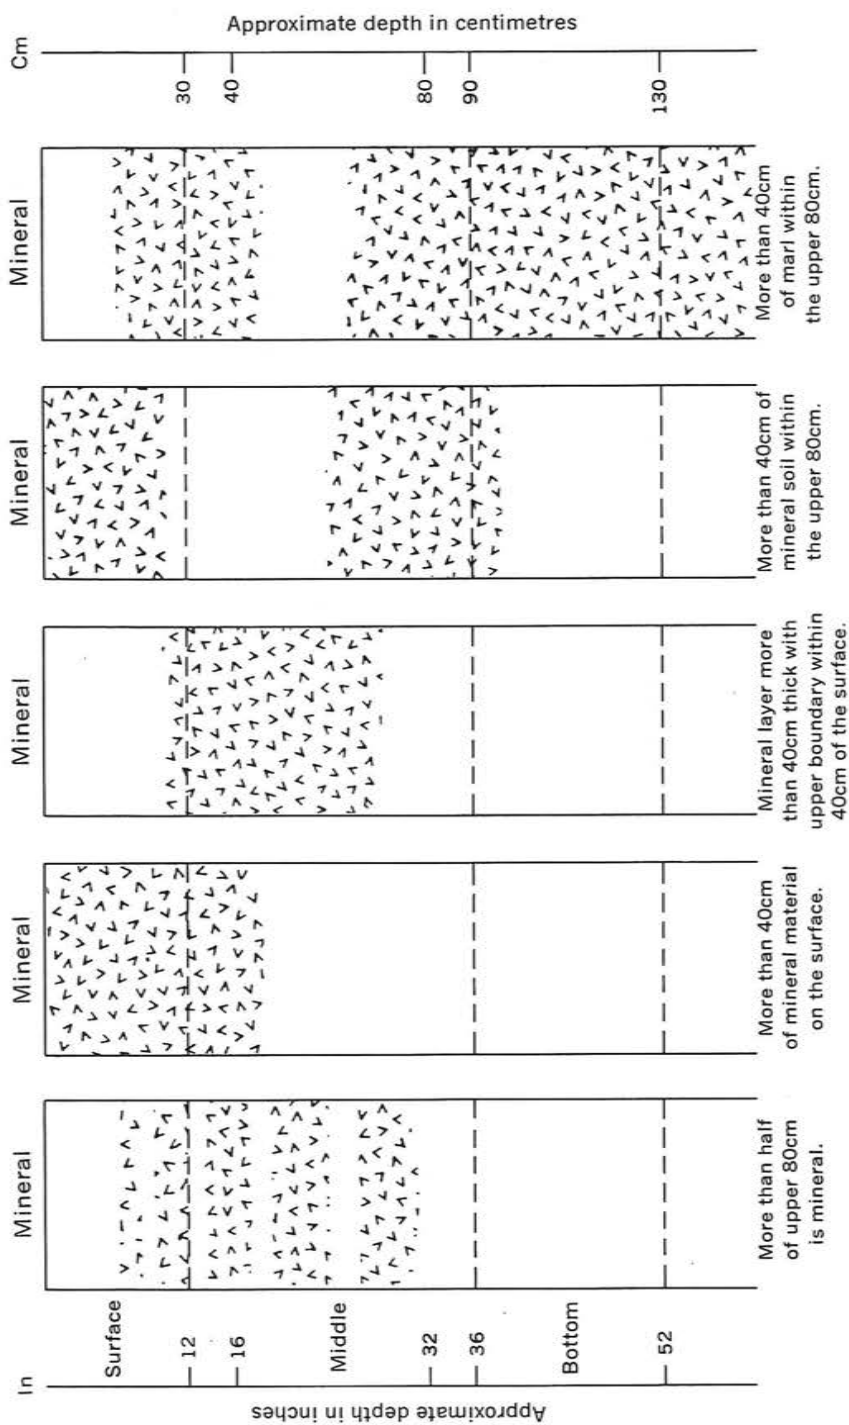 Approximate depth in inches
In
12
16
32
36
52
Surface
Middle
Bottom
Mineral
More than half
of upper 80cm
is mineral.
Mineral
More than 40cm
of mineral material
on the surface.
Mineral
Mineral layer more
than 40cm thick with
upper boundary within
40cm of the surface.
Mineral
More than 40cm of
mineral soil within
the upper 80cm.
Mineral
More than 40cm
of marl within
the upper 80cm.
Cm
30
40
80
90
130
Approximate depth in centimetres